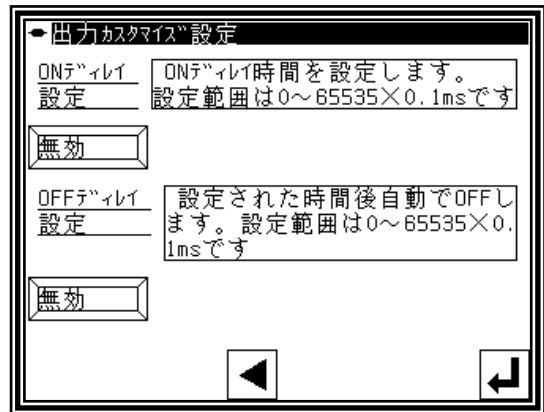 出力ｶｽﾀﾏｲｽﾞ設定
ONﾃﾞｨﾚｲ
設定
ONﾃﾞｨﾚｲ時間を設定します。
設定範囲は0～65535×0.1msです
無効
OFFﾃﾞｨﾚｲ
設定
設定された時間後自動でOFFし
ます。設定範囲は0～65535×0.
1msです
無効